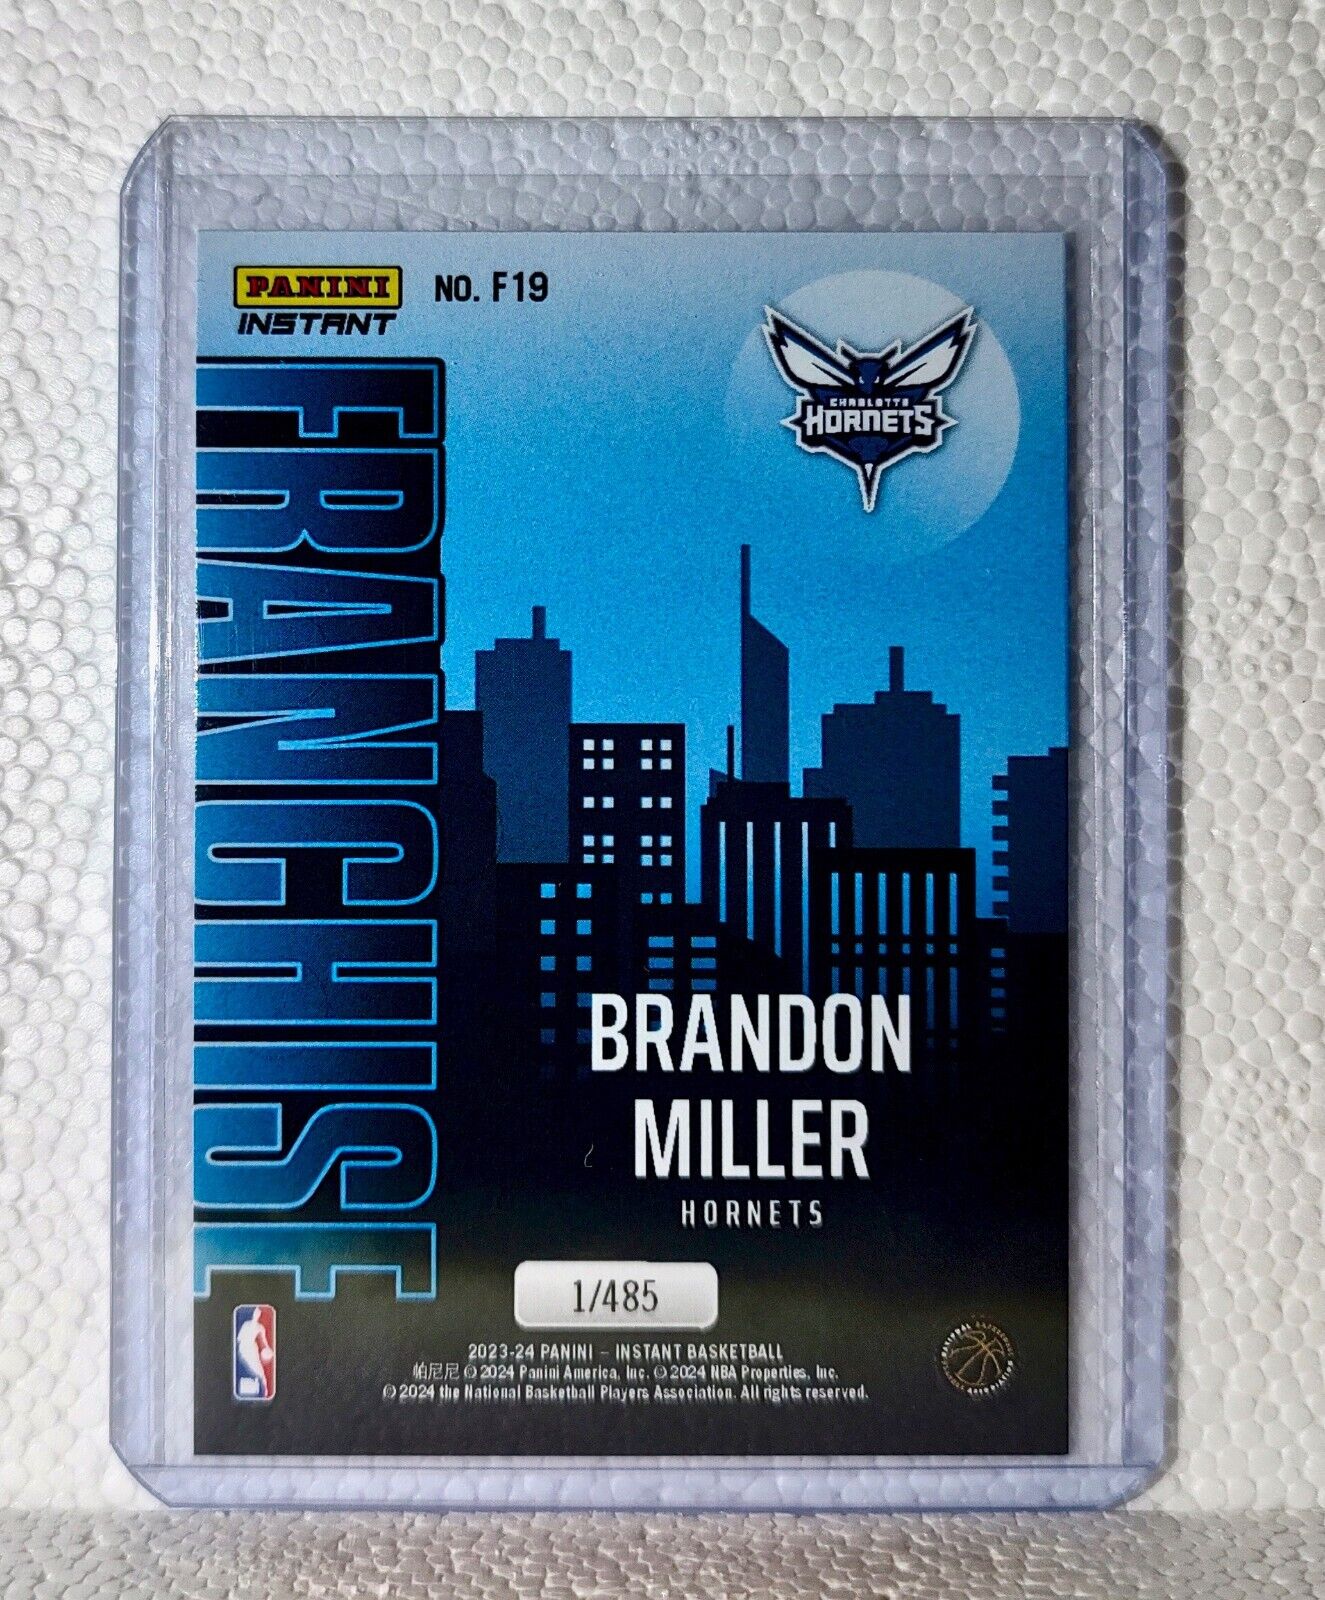 PANINI NO. F19
INSTANT
CHARLOTTE
HORNETS
FRANCHISE
BRANDON
MILLER
HORNETS
1/485
2023-24 PANINI - INSTANT BASKETBALL
帕尼尼 © 2024 Panini America, Inc. © 2024 NBA Properties, Inc.
© 2024 the National Basketball Players Association. All rights reserved.